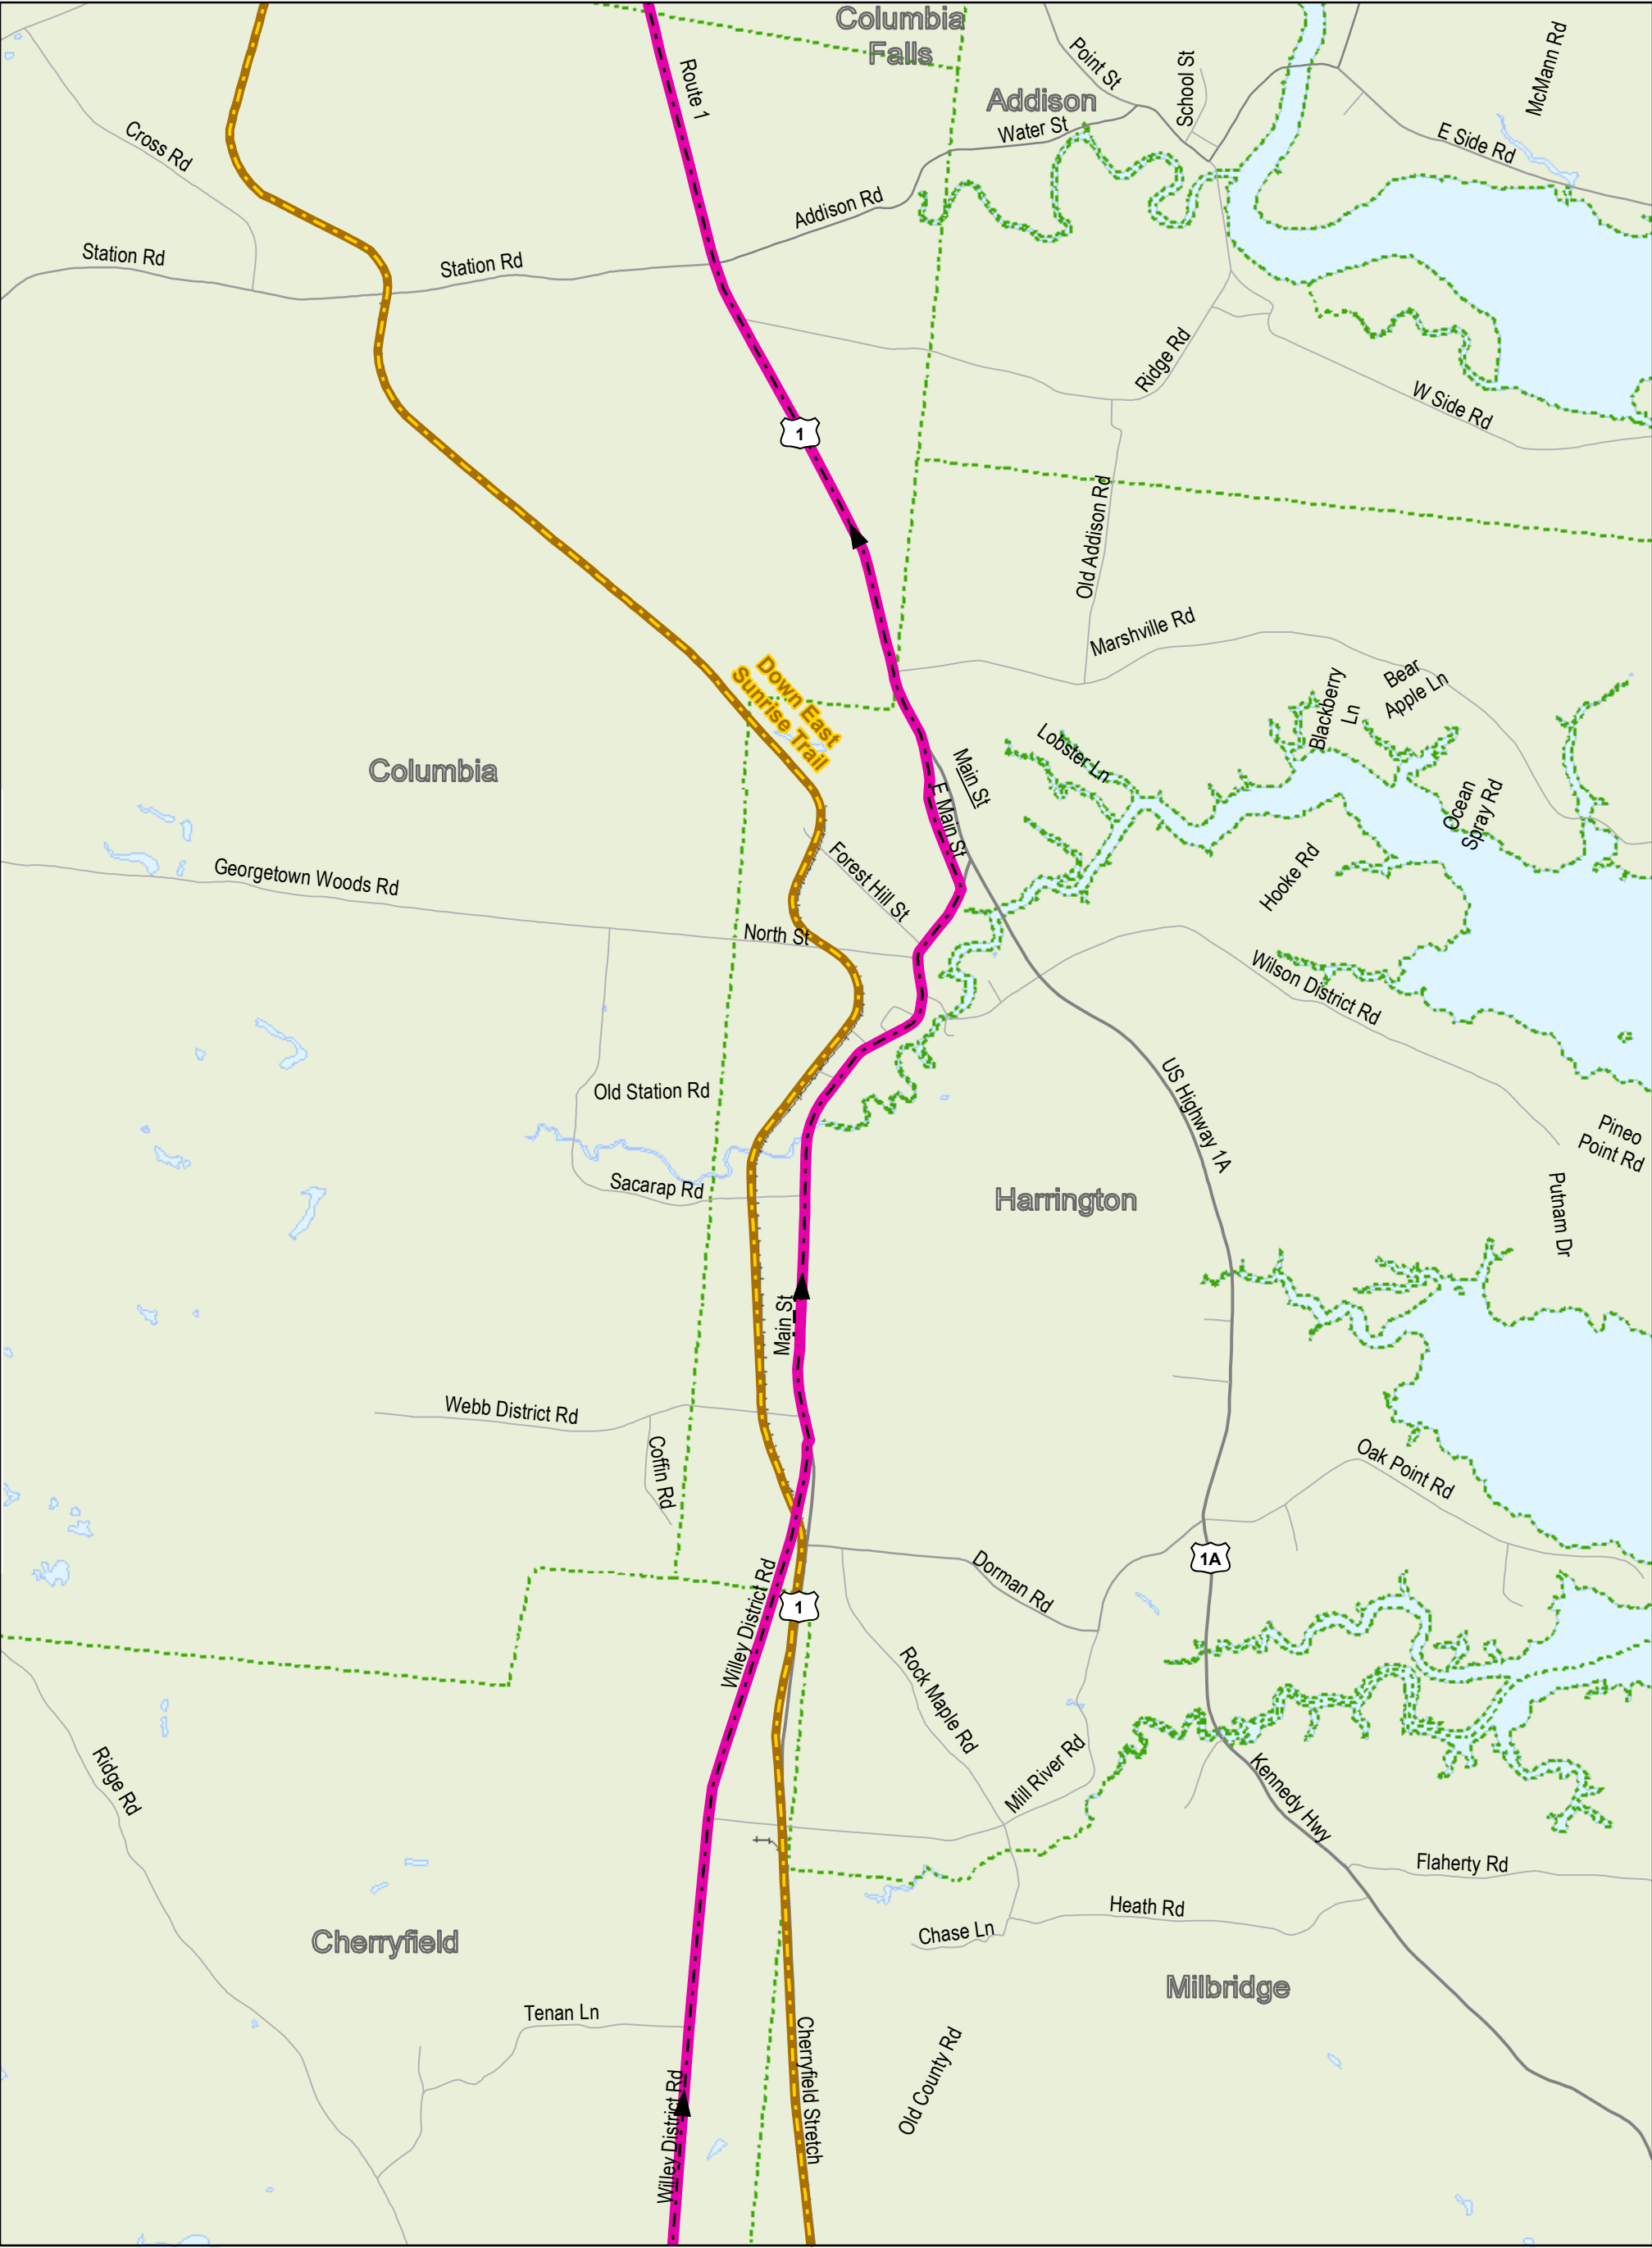 Columbia
Falls
Point St
School St
McMann Rd
Route 1
Addison
Water St
Cross Rd
E Side Rd
Addison Rd
Station Rd
Station Rd
Ridge Rd
W Side Rd
1
Old Addison Rd
Marshville Rd
Down East
Sunrise Trail
Blackberry
Ln
Bear
Apple Ln
Lobster Ln
Columbia
Main St
E Main St
Ocean
Spray Rd
Georgetown Woods Rd
Forest Hill St
Hooke Rd
North St
Wilson District Rd
Old Station Rd
US Highway 1A
Pineo
Point Rd
Sacarap Rd
Harrington
Putnam Dr
Main St
Webb District Rd
Coffin Rd
Oak Point Rd
1A
Dorman Rd
Willey District Rd
1
Rock Maple Rd
Ridge Rd
Mill River Rd
Kennedy Hwy
Flaherty Rd
Heath Rd
Chase Ln
Cherryfield
Milbridge
Tenan Ln
Cherryfield Stretch
Old County Rd
Willey District Rd